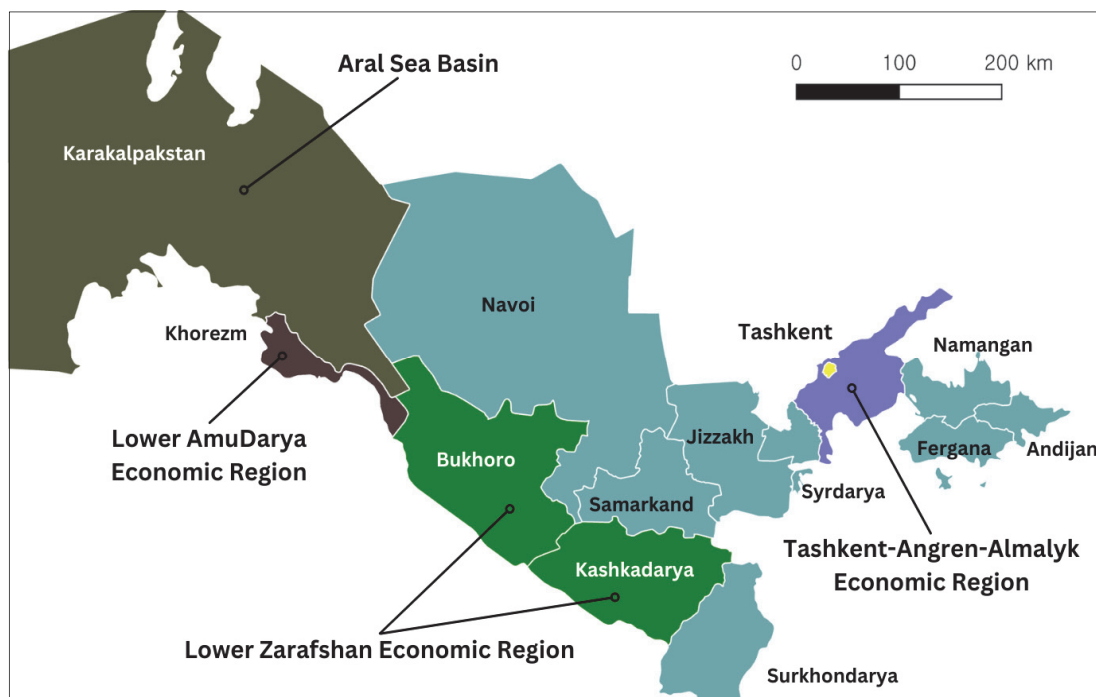 Aral Sea Basin
0 100 200 km
Karakalpakstan
Navoi
Khorezm
Tashkent
Namangan
Lower AmuDarya
Economic Region
Bukhoro
Jizzakh
Fergana
Andijan
Samarkand
Syrdarya
Tashkent-Angren-Almalyk
Economic Region
Kashkadarya
Lower Zarafshan Economic Region
Surkhondarya